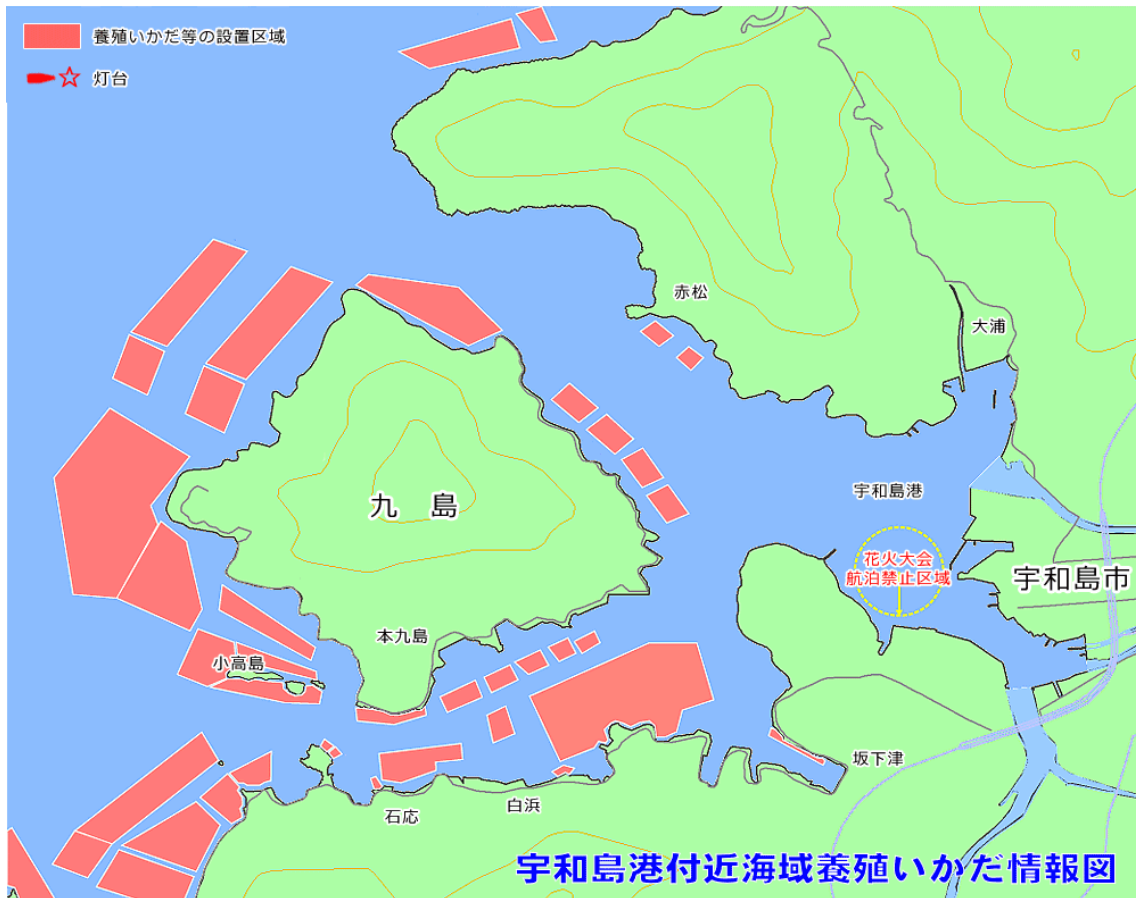 養殖いかだ等の設置区域
灯台
赤松
大浦
九 島
宇和島港
花火大会
航泊禁止区域
宇和島市
本九島
小高島
坂下津
白浜
石応
宇和島港付近海域養殖いかだ情報図